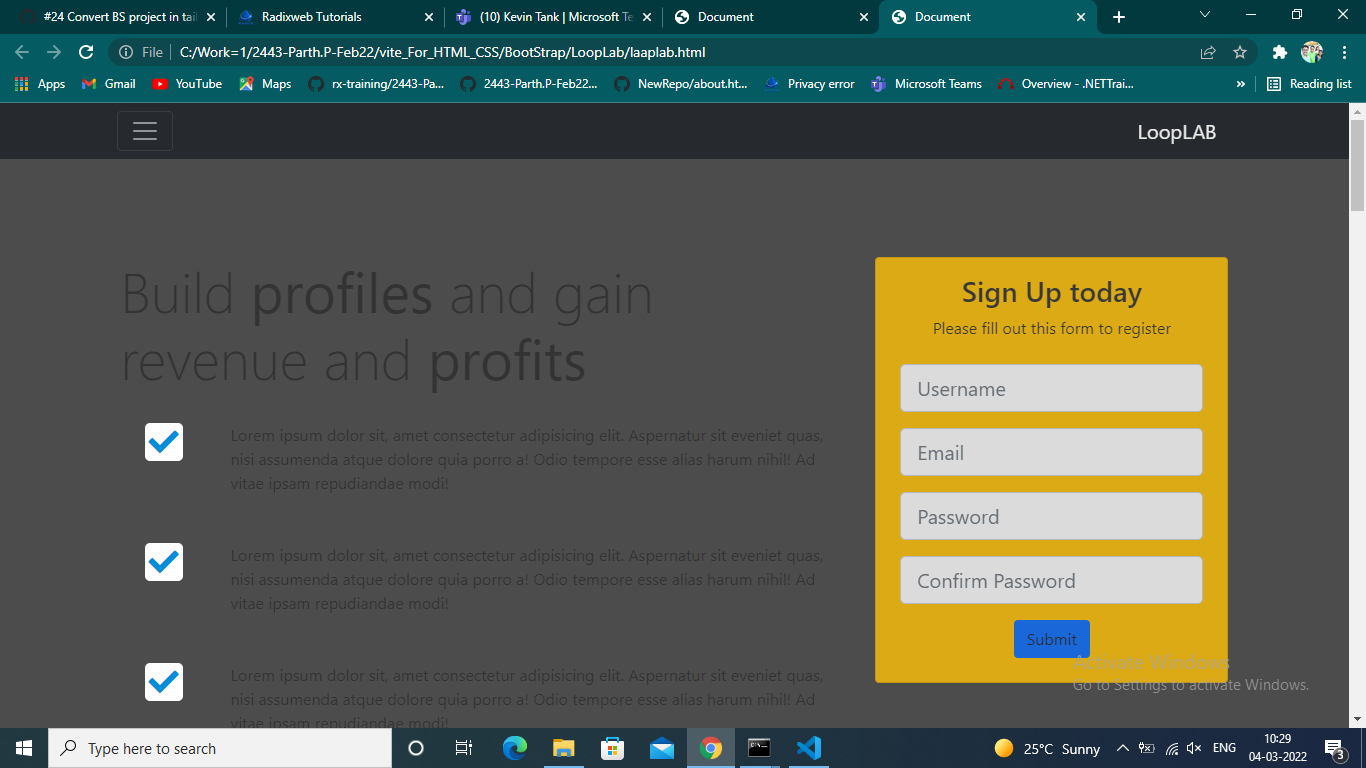 #24 Convert BS project in tail
Radixweb Tutorials
(10) Kevin Tank | Microsoft Te
Document
Document
File
C:/Work=1/2443-Parth.P-Feb22/vite_For_HTML_CSS/BootStrap/LoopLab/laaplab.html
Apps
Gmail
YouTube
Maps
rx-training/2443-Pa...
2443-Parth.P-Feb22...
NewRepo/about.ht...
Privacy error
Microsoft Teams
Overview - .NETTrai...
»
Reading list
LoopLAB
Build profiles and gain
revenue and profits
Lorem ipsum dolor sit, amet consectetur adipisicing elit. Aspernatur sit eveniet quas,
nisi assumenda atque dolore quia porro a! Odio tempore esse alias harum nihil! Ad
vitae ipsam repudiandae modi!
Lorem ipsum dolor sit, amet consectetur adipisicing elit. Aspernatur sit eveniet quas,
nisi assumenda atque dolore quia porro a! Odio tempore esse alias harum nihil! Ad
vitae ipsam repudiandae modi!
Lorem ipsum dolor sit, amet consectetur adipisicing elit. Aspernatur sit eveniet quas,
nisi assumenda atque dolore quia porro a! Odio tempore esse alias harum nihil! Ad
vitae ipsam repudiandae modi!
Sign Up today
Please fill out this form to register
Username
Email
Password
Confirm Password
Submit
Activate Windows
Go to Settings to activate Windows.
Type here to search
25°C Sunny
ENG
10:29
04-03-2022
3